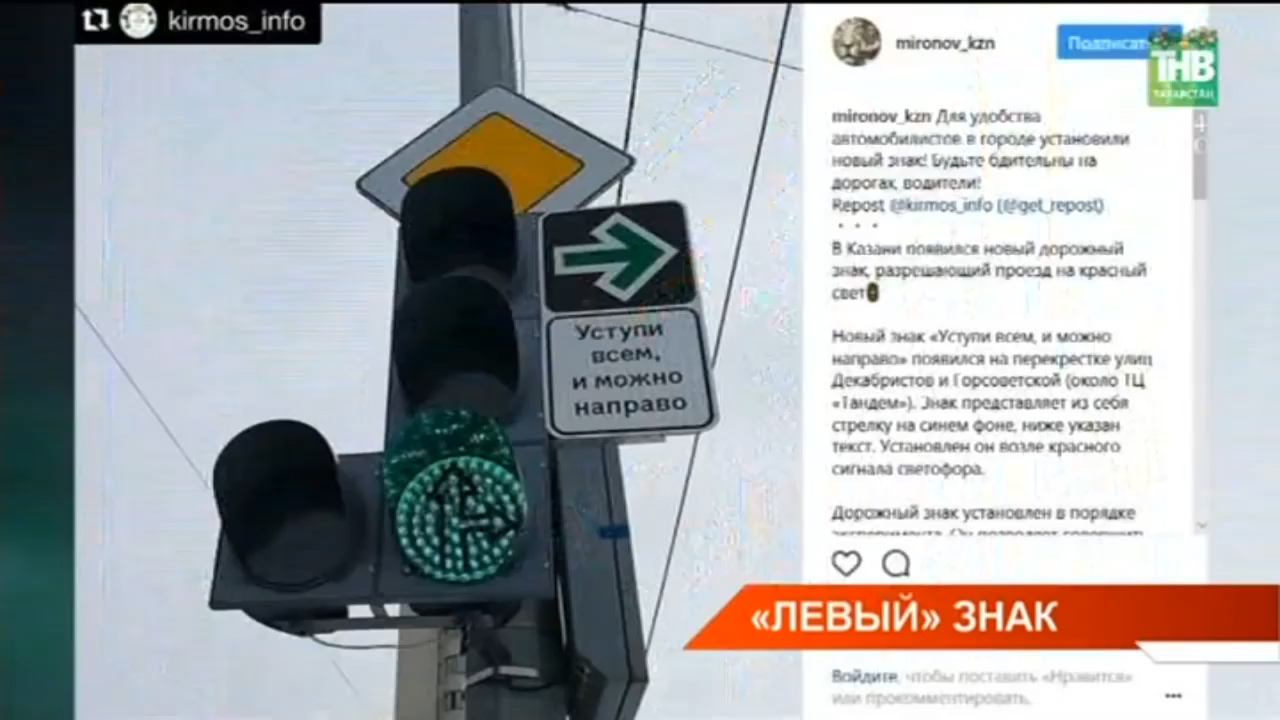 kirmos_info
mironov_kzn
Подписат
ТНВ
ТАТАРСТАН
mironov_kzn Для удобства
автомобилистов в городе установили
новый знак! Будьте бдительны на
дорогах, водители!
Repost @kirmos_info (@get_repost)
• • •
В Казани появился новый дорожный
знак, разрешающий проезд на красный
свет
Новый знак «Уступи всем, и можно
направо» появился на перекрестке улиц
Декабристов и Горсоветской (около ТЦ
«Тандем»). Знак представляет из себя
стрелку на синем фоне, ниже указан
текст. Установлен он возле красного
сигнала светофора.
Дорожный знак установлен в порядке
эксперимента. Он позволяет совершить
Уступи
всем,
и можно
направо
«ЛЕВЫЙ» ЗНАК
Войдите, чтобы поставить «Нравится»
или прокомментировать.